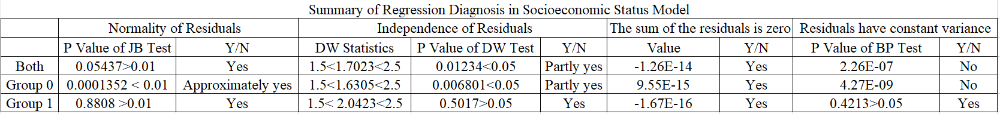 Summary of Regression Diagnosis in Socioeconomic Status Model
Normality of Residuals Independence of Residuals The sum of the residuals is zero Residuals have constant variance
P Value of JB Test Y/N DW Statistics P Value of DW Test Y/N Value Y/N P Value of BP Test Y/N
Both 0.05437>0.01 Yes 1.5<1.7023<2.5 0.01234<0.05 Partly yes -1.26E-14 Yes 2.26E-07 No
Group 0 0.0001352 < 0.01 Approximately yes 1.5<1.6305<2.5 0.006801<0.05 Partly yes 9.55E-15 Yes 4.27E-09 No
Group 1 0.8808 >0.01 Yes 1.5< 2.0423<2.5 0.5017>0.05 Yes -1.67E-16 Yes 0.4213>0.05 Yes